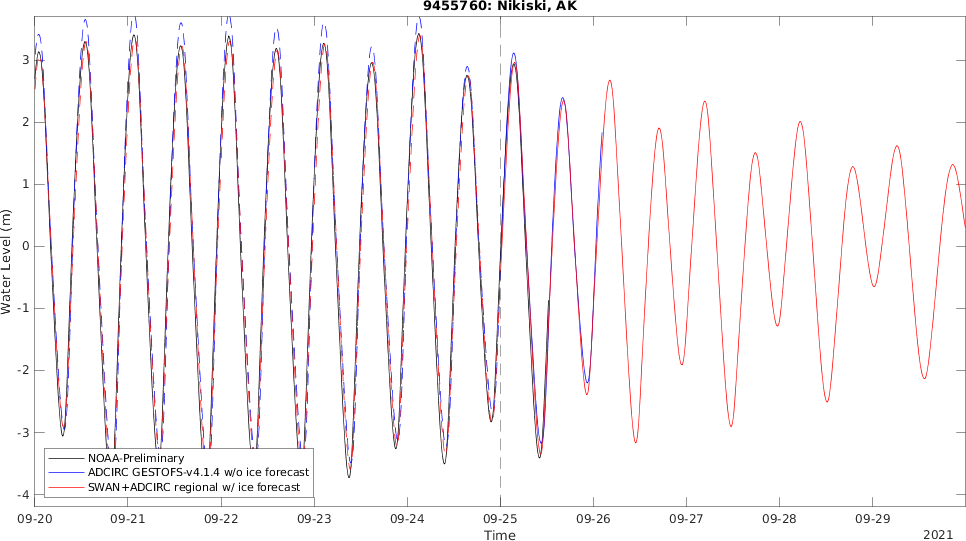 9455760: Nikiski, AK
Water Level (m)
3
2
1
0
-1
-2
-3
-4
NOAA-Preliminary
ADCIRC GESTOFS-v4.1.4 w/o ice forecast
SWAN+ADCIRC regional w/ ice forecast
09-20 09-21 09-22 09-23 09-24 09-25 09-26 09-27 09-28 09-29
Time
2021